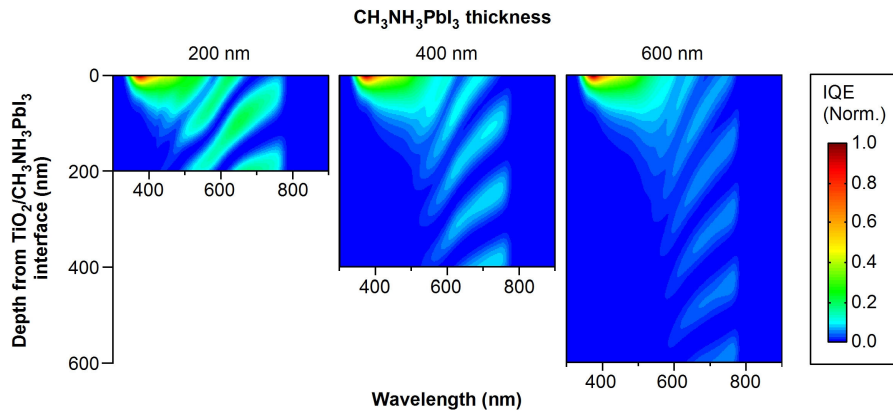 CH₃NH₃PbI₃ thickness
200 nm
400 nm
600 nm
Depth from TiO₂/CH₃NH₃PbI₃
interface (nm)
0
200
400
600
400 600 800
400 600 800
400 600 800
Wavelength (nm)
IQE
(Norm.)
1.0
0.8
0.6
0.4
0.2
0.0